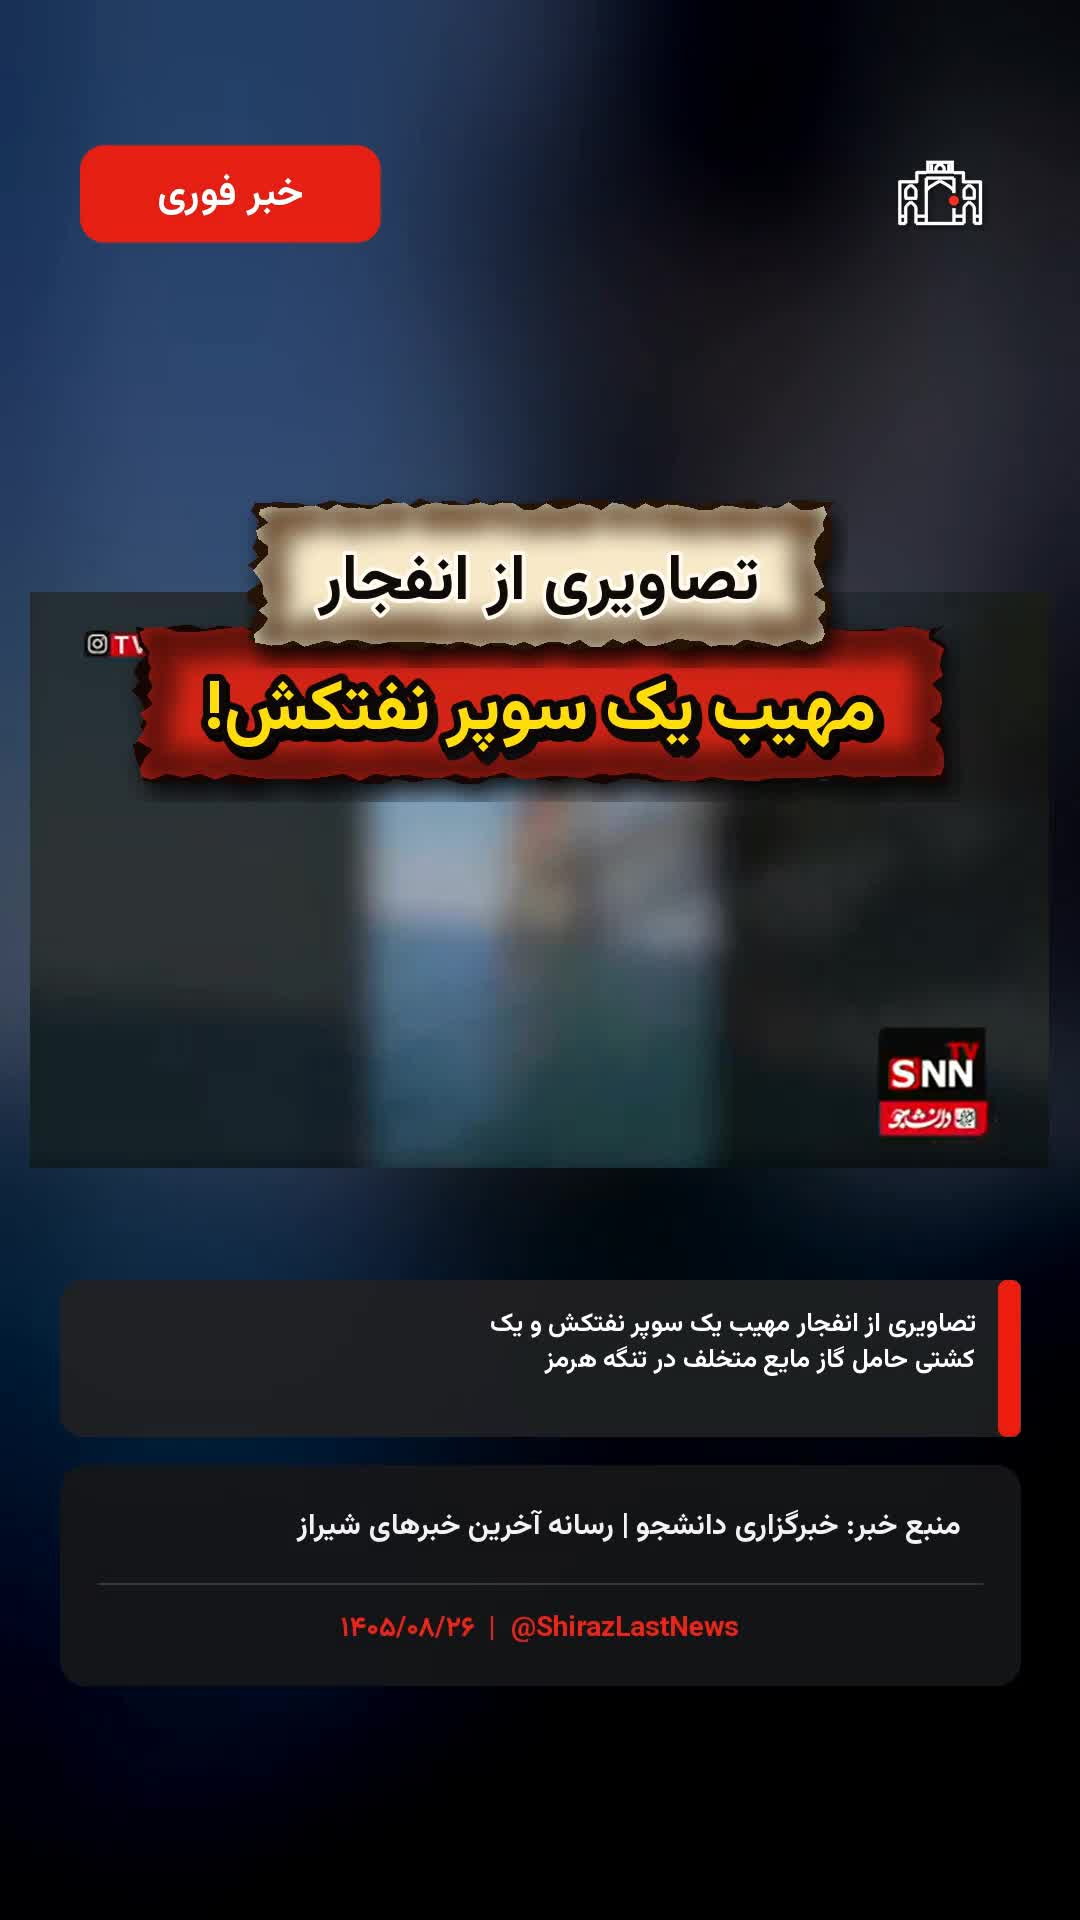 خبر فوری
تصاویری از انفجار
مهیب یک سوپر نفتکش!
TV
SNN
دانشجو
تصاویری از انفجار مهیب یک سوپر نفتکش و یک
کشتی حامل گاز مایع متخلف در تنگه هرمز
منبع خبر: خبرگزاری دانشجو | رسانه آخرین خبرهای شیراز
@ShirazLastNews | ۱۴۰۵/۰۸/۲۶